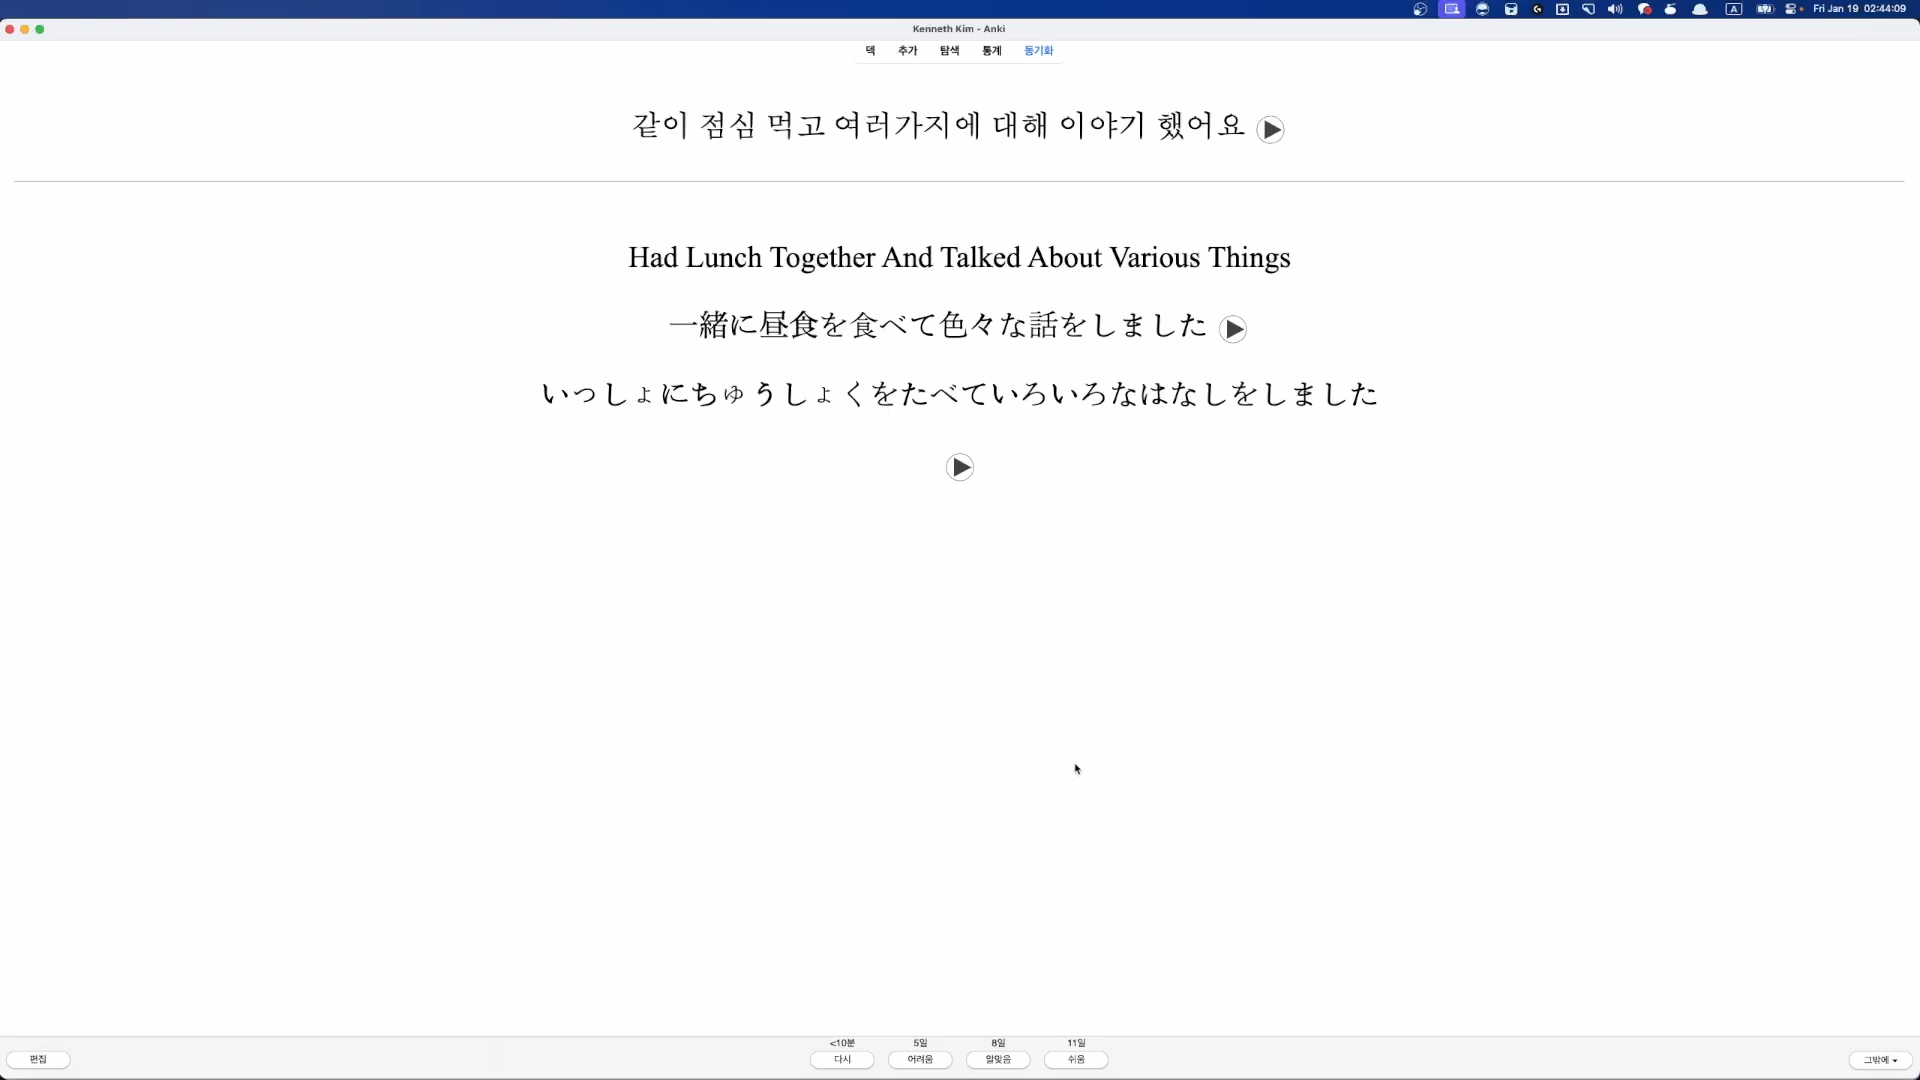 Fri Jan 19 02:44:09
Kenneth Kim - Anki
덱 추가 탐색 통계 동기화
같이 점심 먹고 여러가지에 대해 이야기 했어요
Had Lunch Together And Talked About Various Things
一緒に昼食を食べて色々な話をしました
いっしょにちゅうしょくをたべていろいろなはなしをしました
<10분 5일 8일 11일
편집 다시 어려움 알맞음 쉬움 그밖에